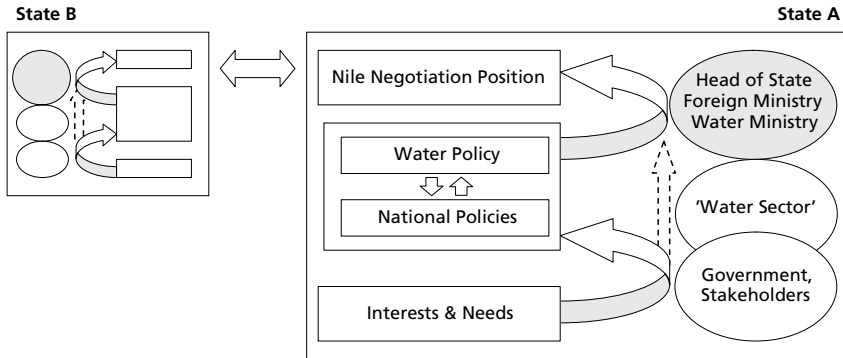 State B
State A
Nile Negotiation Position
Head of State
Foreign Ministry
Water Ministry
Water Policy
National Policies
'Water Sector'
Government,
Stakeholders
Interests & Needs